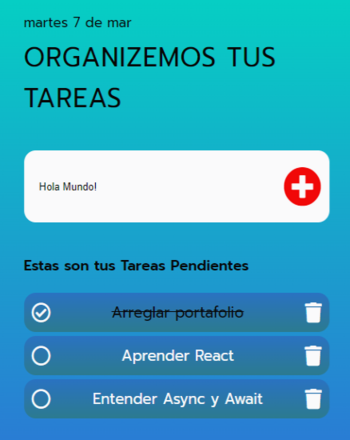 martes 7 de mar
ORGANIZEMOS TUS
TAREAS
Hola Mundo!
Estas son tus Tareas Pendientes
Arreglar portafolio
Aprender React
Entender Async y Await